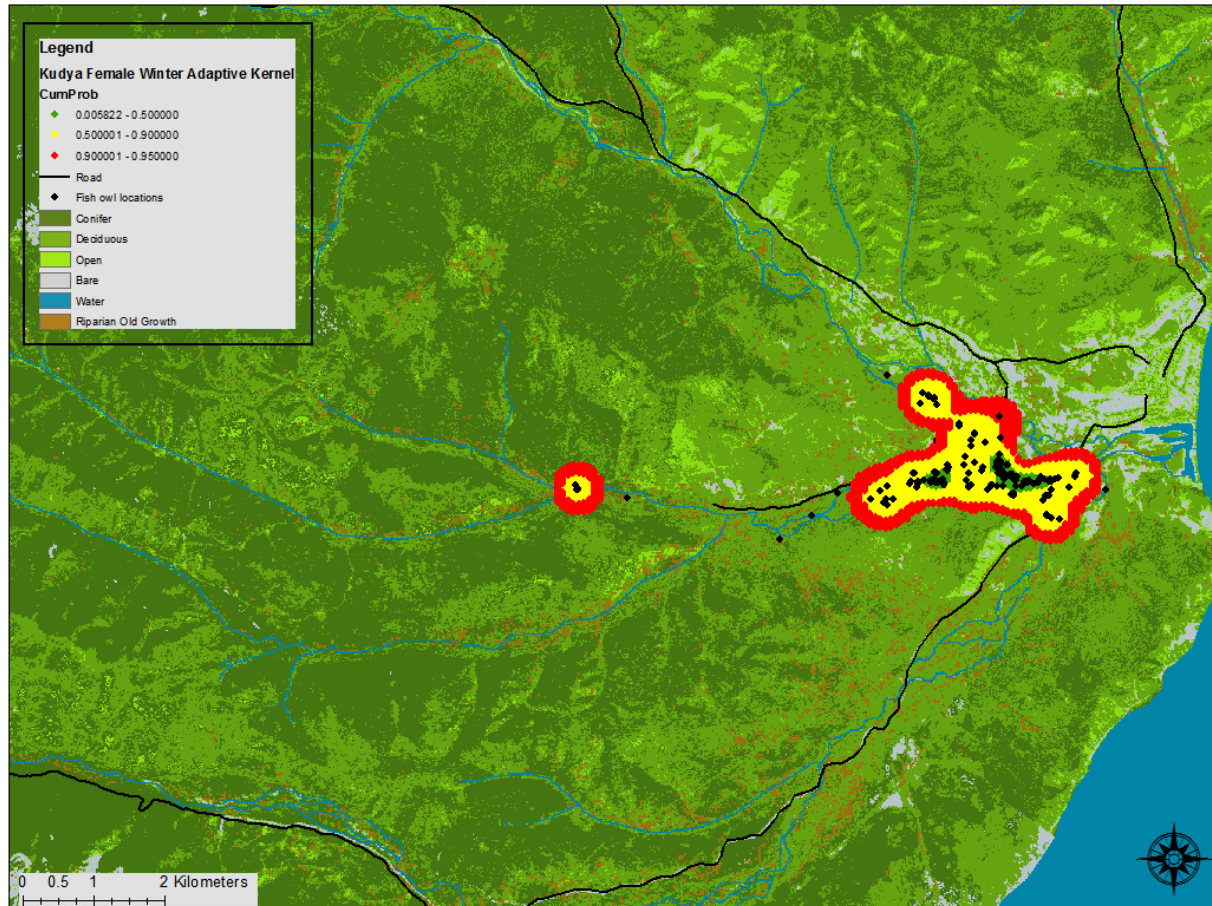 Legend
Kudya Female Winter Adaptive Kernel
CumProb
0.005822 - 0.500000
0.500001 - 0.900000
0.900001 - 0.950000
Road
Fish owl locations
Conifer
Deciduous
Open
Bare
Water
Riparian Old Growth
0 0.5 1 2 Kilometers